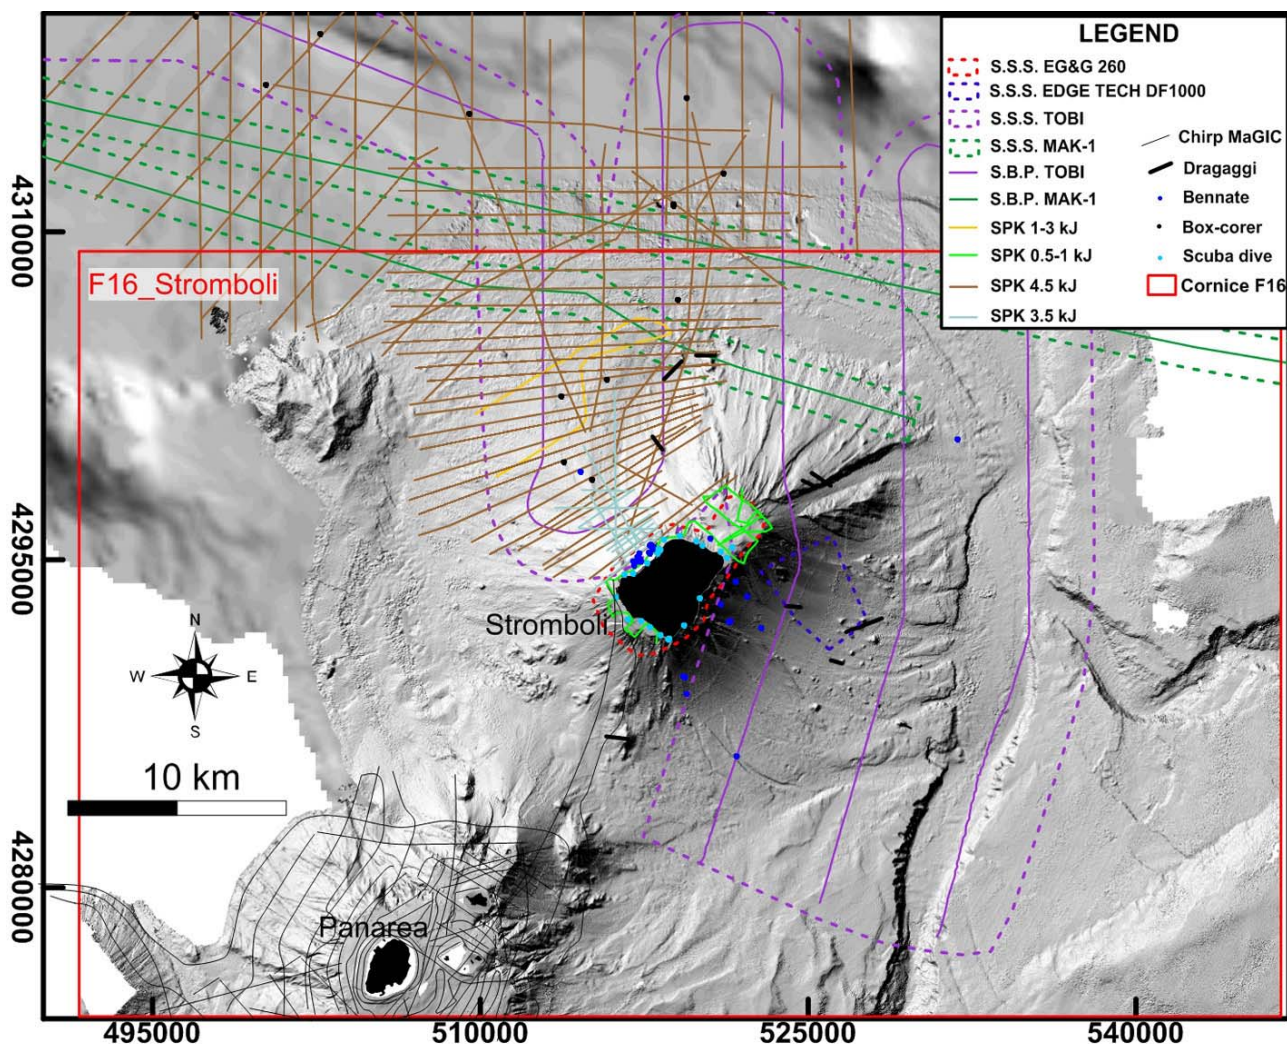 LEGEND
S.S.S. EG&G 260
S.S.S. EDGE TECH DF1000
S.S.S. TOBI
S.S.S. MAK-1
S.B.P. TOBI
S.B.P. MAK-1
SPK 1-3 kJ
SPK 0.5-1 kJ
SPK 4.5 kJ
SPK 3.5 kJ
Chirp MaGIC
Dragaggi
Bennate
Box-corer
Scuba dive
Cornice F16
F16_Stromboli
Stromboli
N
W
E
S
10 km
Panarea
4310000
4295000
4280000
495000
510000
525000
540000